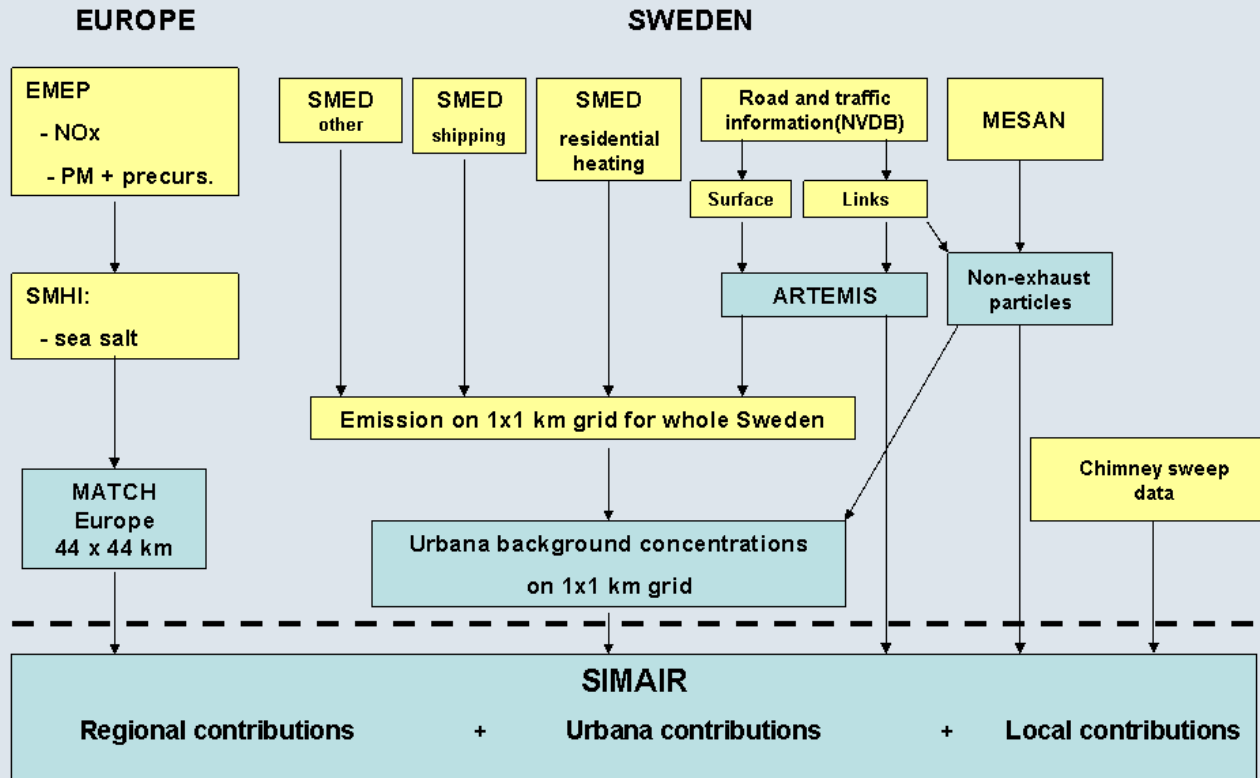 EUROPE
SWEDEN
EMEP
- NOx
- PM + precurs.
SMED
other
SMED
shipping
SMED
residential
heating
Road and traffic
information(NVDB)
MESAN
Surface
Links
SMHI:
- sea salt
ARTEMIS
Non-exhaust
particles
Emission on 1x1 km grid for whole Sweden
Chimney sweep
data
MATCH
Europe
44 x 44 km
Urbana background concentrations
on 1x1 km grid
SIMAIR
Regional contributions + Urbana contributions + Local contributions